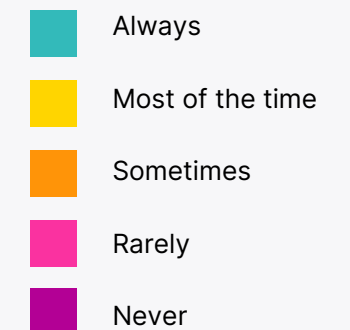 Always
Most of the time
Sometimes
Rarely
Never